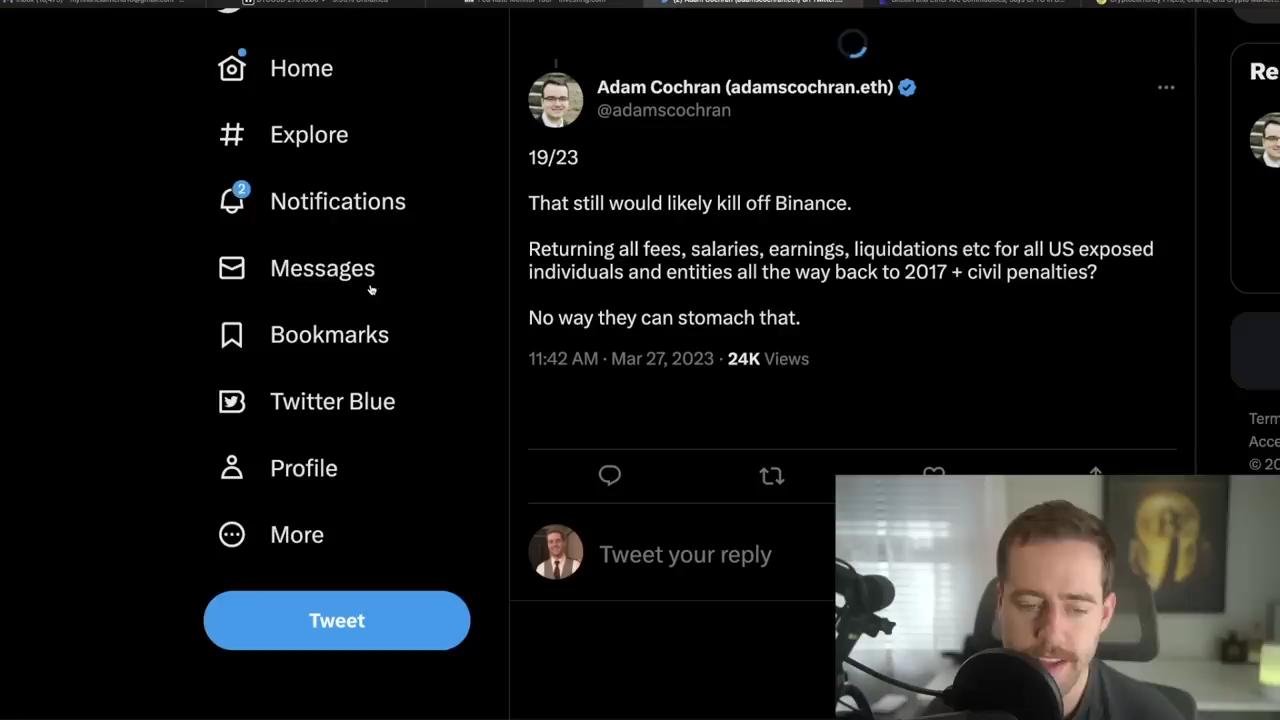 Home
Explore
2
Notifications
Messages
Bookmarks
Twitter Blue
Profile
More
Tweet
Adam Cochran (adamscochran.eth)
@adamscochran
19/23
That still would likely kill off Binance.
Returning all fees, salaries, earnings, liquidations etc for all US exposed
individuals and entities all the way back to 2017 + civil penalties?
No way they can stomach that.
11:42 AM · Mar 27, 2023 · 24K Views
Tweet your reply
Re
Term
Acce
© 20